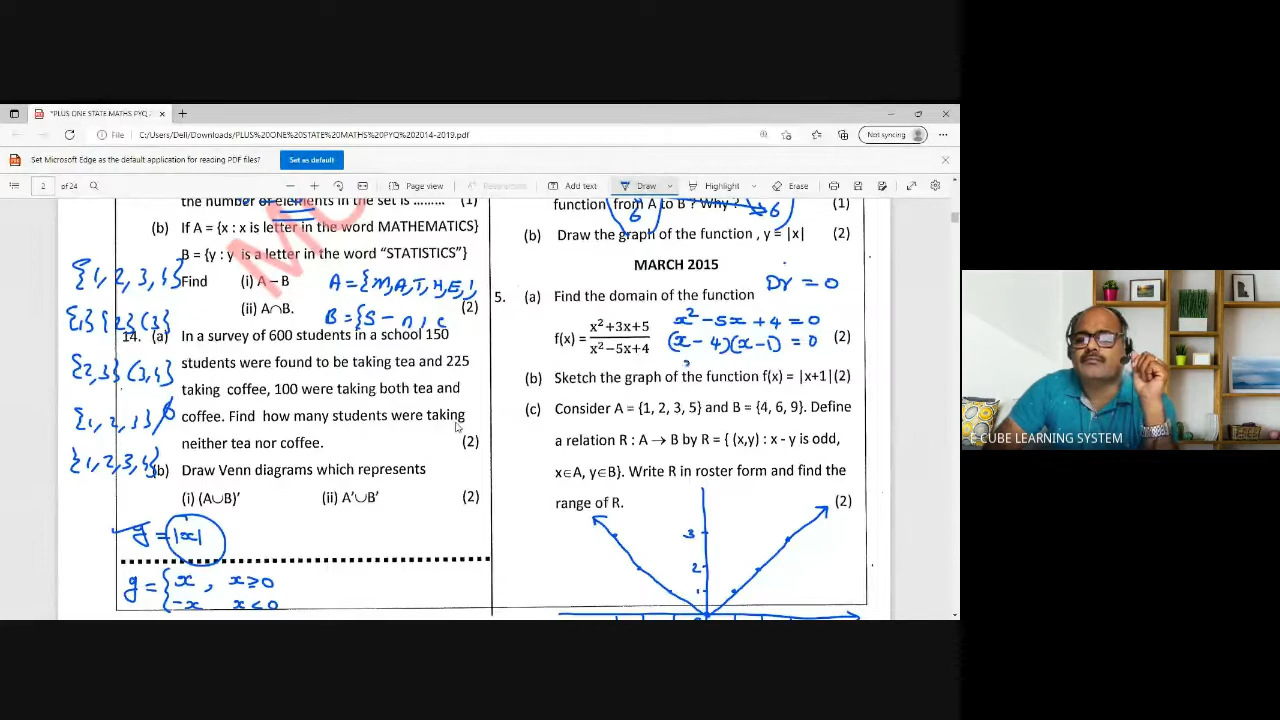 *PLUS ONE STATE.MATHS.PYQ
File
C:/Users/Dell/Downloads/PLUS%20ONE%20STATE%20MATHS%20PYQ%202014-2019.pdf
Not syncing
Set Microsoft Edge as the default application for reading PDF files?
Set as default
2
of 24
Page view
Add text
Draw
Highlight
Erase
the number of elements in the set is ......... (1)
(b) If A = {x : x is letter in the word MATHEMATICS}
B = {y : y is a letter in the word “STATISTICS”}
Find (i) A – B
(ii) A∩B. (2)
14. (a) In a survey of 600 students in a school 150
students were found to be taking tea and 225
taking coffee, 100 were taking both tea and
coffee. Find how many students were taking
neither tea nor coffee. (2)
(b) Draw Venn diagrams which represents
(i) (A∪B)′ (ii) A′∪B′ (2)
{1, 2, 3, 4}
{1} {2} {3}
{2, 3} {3, 4}
{1, 2, 3}
{1, 2, 3, 4}
A = {M, A, T, H, E, I,
B = {S
y = |x|
y = { x , x ≥ 0
-x x < 0
function from A to B ? Why ? (1)
6 6
(b) Draw the graph of the function , y = |x| (2)
MARCH 2015
5. (a) Find the domain of the function
f(x) = x²+3x+5 / x²−5x+4 (2)
Dr = 0
x² - 5x + 4 = 0
(x - 4)(x - 1) = 0
(b) Sketch the graph of the function f(x) = |x+1|(2)
(c) Consider A = {1, 2, 3, 5} and B = {4, 6, 9}. Define
a relation R : A → B by R = { (x,y) : x - y is odd,
x∈A, y∈B}. Write R in roster form and find the
range of R. (2)
3
2
1
E CUBE LEARNING SYSTEM